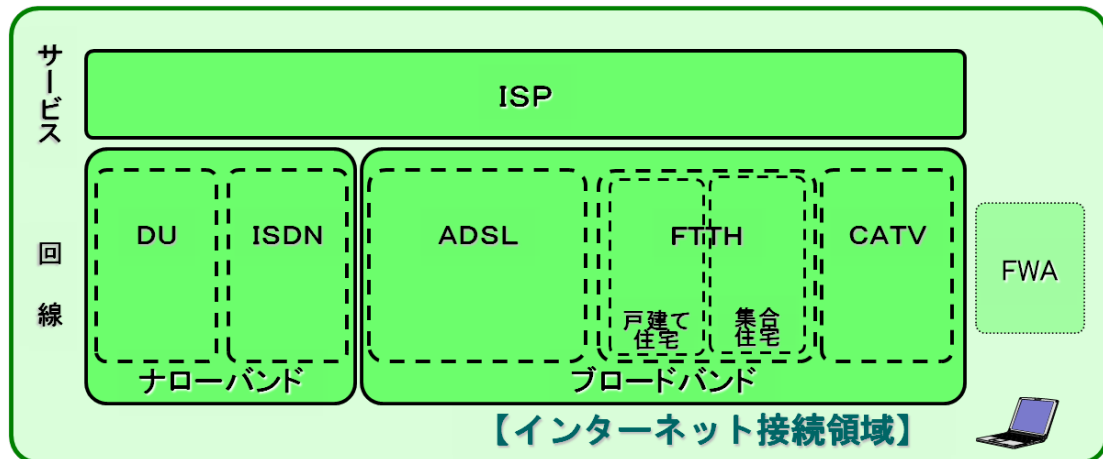 サービス
ISP
回線
DU
ISDN
ADSL
FTTH
CATV
FWA
戸建て
住宅
集合
住宅
ナローバンド
ブロードバンド
【インターネット接続領域】